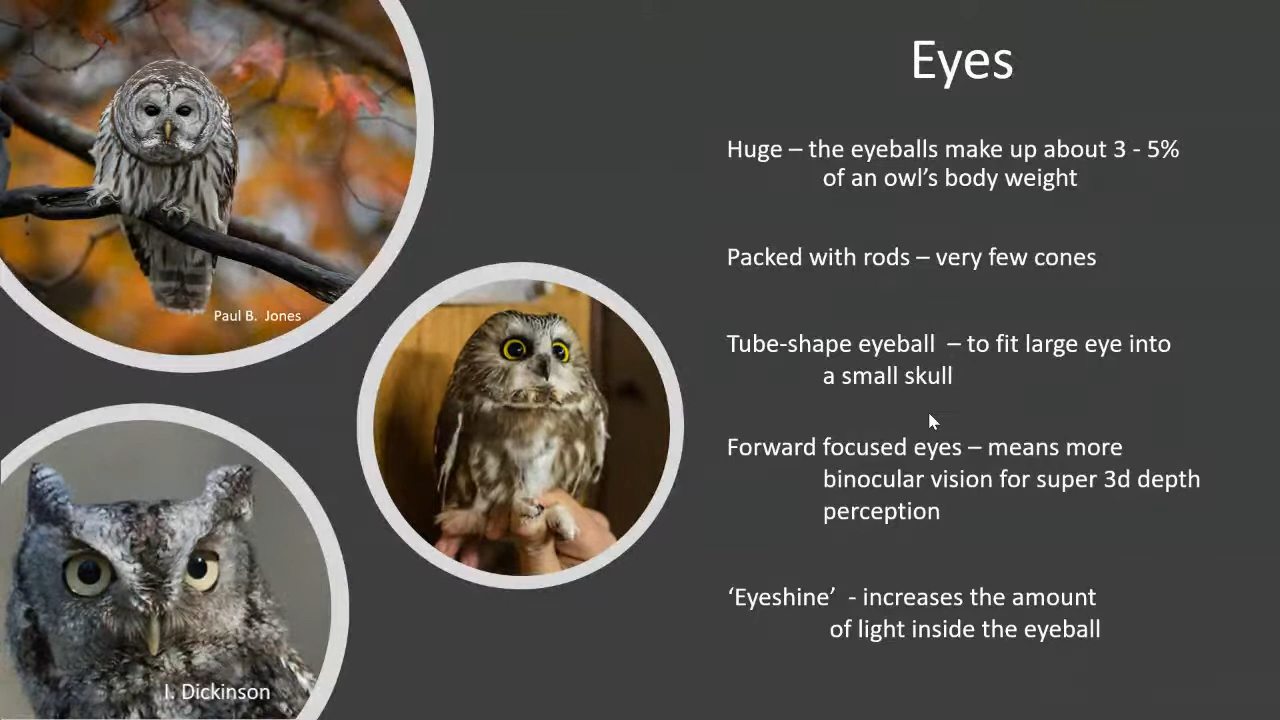 Eyes
Huge – the eyeballs make up about 3 - 5%
of an owl’s body weight
Packed with rods – very few cones
Tube-shape eyeball – to fit large eye into
a small skull
Forward focused eyes – means more
binocular vision for super 3d depth
perception
‘Eyeshine’ - increases the amount
of light inside the eyeball
Paul B. Jones
I. Dickinson